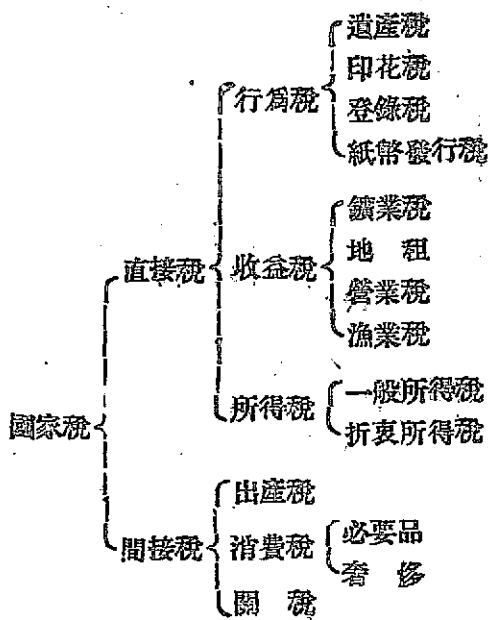 遺產稅
印花稅
行爲稅
登錄稅
紙幣發行稅
鑛業稅
直接稅 收益稅 地 租
營業稅
漁業稅
所得稅 一般所得稅
折衷所得稅
國家稅
出產稅
間接稅 消費稅 必要品
奢 侈
關 稅